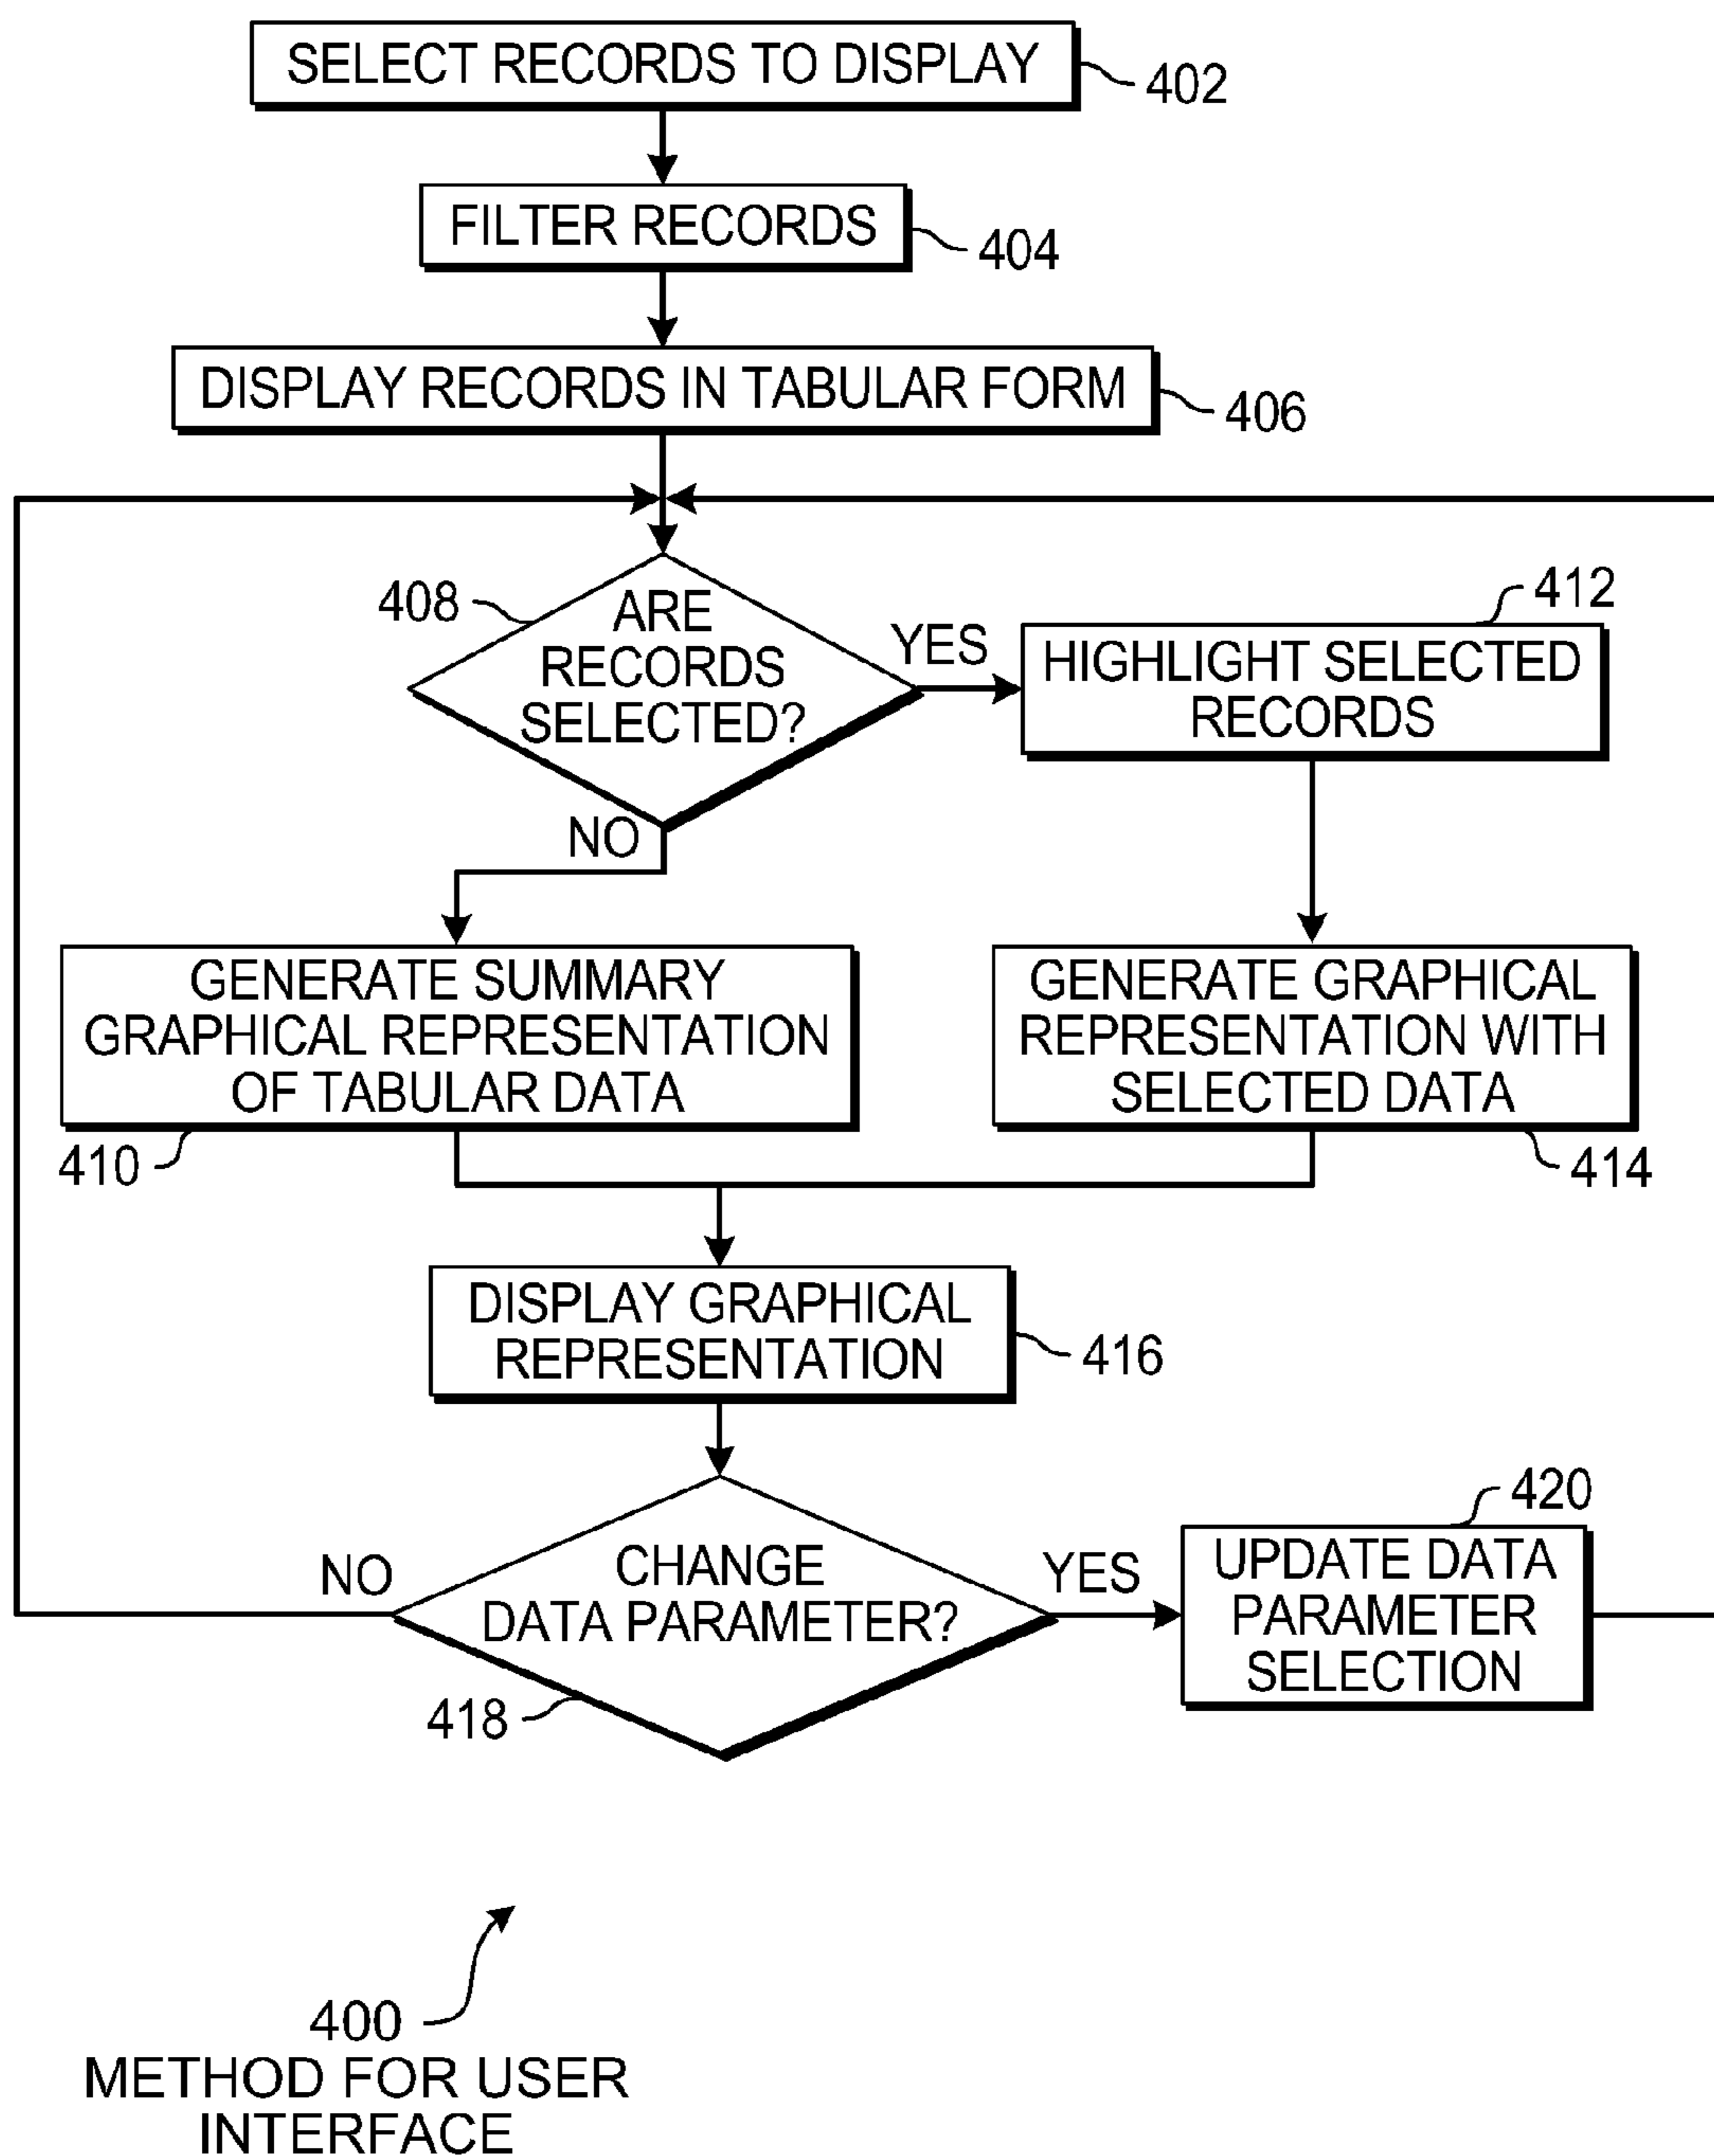 SELECT RECORDS TO DISPLAY
402
FILTER RECORDS
404
DISPLAY RECORDS IN TABULAR FORM
406
408
ARE
RECORDS
SELECTED?
YES
NO
412
HIGHLIGHT SELECTED
RECORDS
GENERATE SUMMARY
GRAPHICAL REPRESENTATION
OF TABULAR DATA
410
GENERATE GRAPHICAL
REPRESENTATION WITH
SELECTED DATA
414
DISPLAY GRAPHICAL
REPRESENTATION
416
NO
CHANGE
DATA PARAMETER?
YES
418
420
UPDATE DATA
PARAMETER
SELECTION
400
METHOD FOR USER
INTERFACE